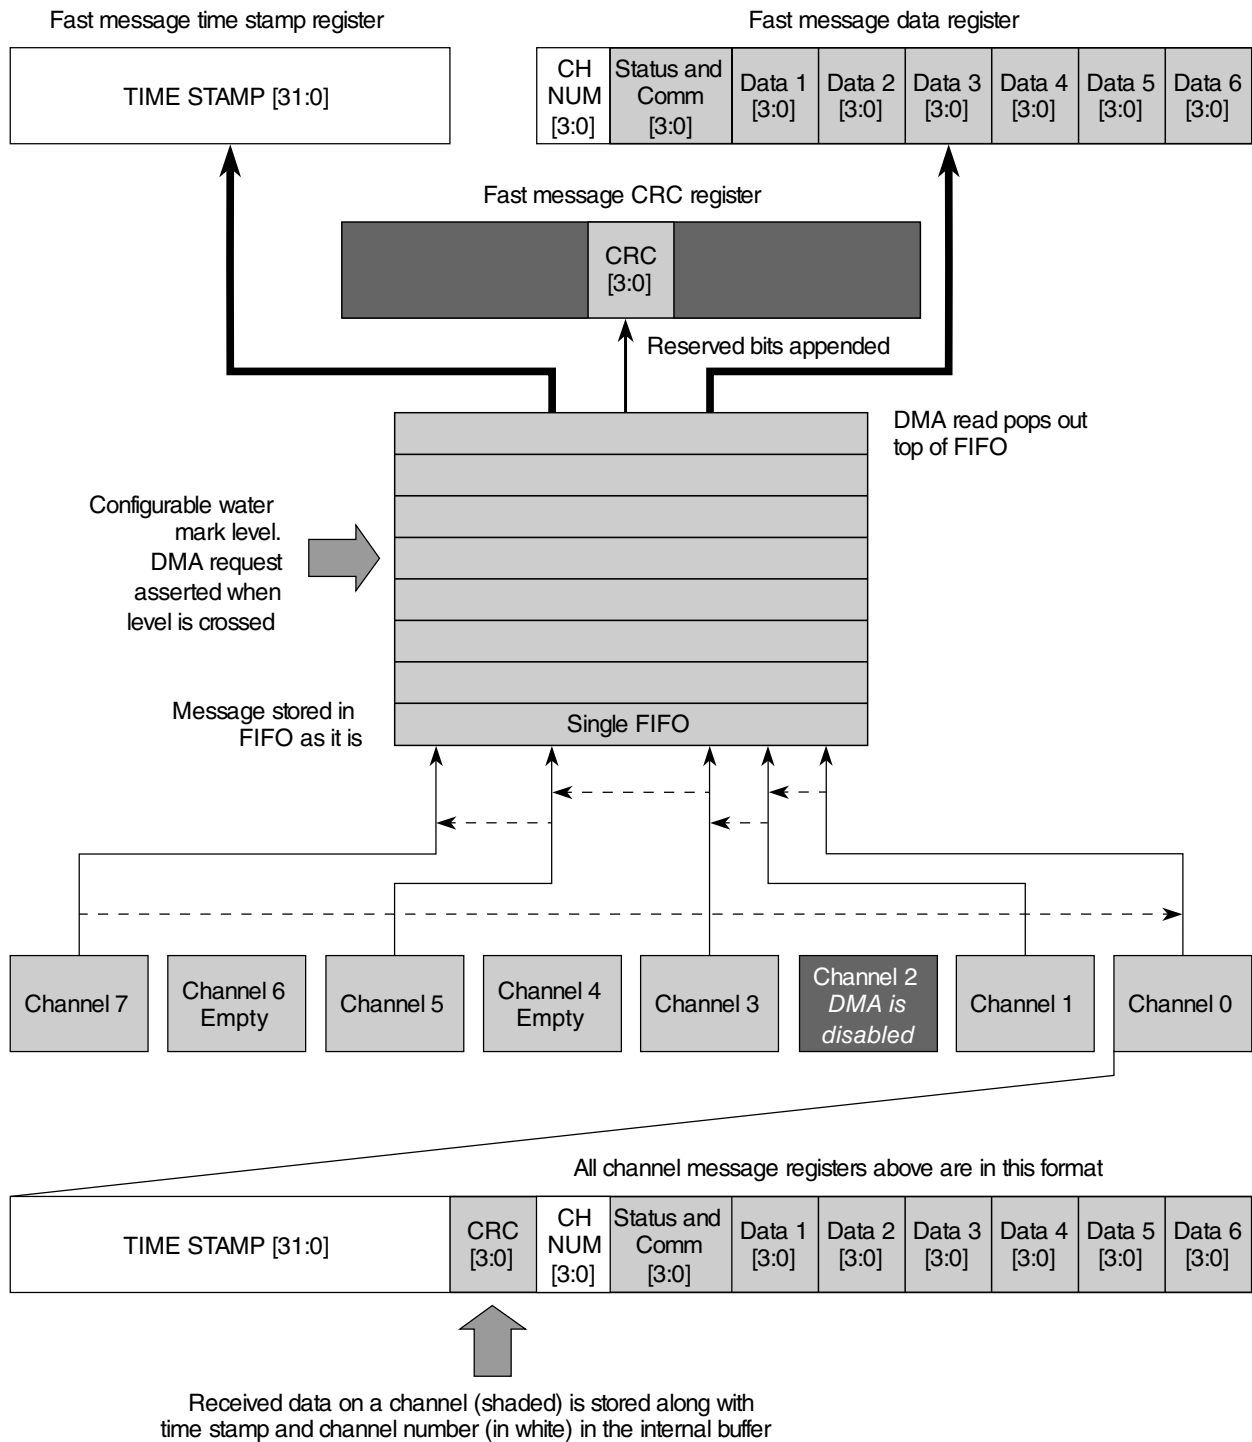 Fast message time stamp register
Fast message data register
TIME STAMP [31:0]
CH
NUM
[3:0]
Status and
Comm
[3:0]
Data 1
[3:0]
Data 2
[3:0]
Data 3
[3:0]
Data 4
[3:0]
Data 5
[3:0]
Data 6
[3:0]
Fast message CRC register
CRC
[3:0]
Reserved bits appended
DMA read pops out
top of FIFO
Configurable water
mark level.
DMA request
asserted when
level is crossed
Message stored in
FIFO as it is
Single FIFO
Channel 7
Channel 6
Empty
Channel 5
Channel 4
Empty
Channel 3
Channel 2
DMA is
disabled
Channel 1
Channel 0
All channel message registers above are in this format
TIME STAMP [31:0]
CRC
[3:0]
CH
NUM
[3:0]
Status and
Comm
[3:0]
Data 1
[3:0]
Data 2
[3:0]
Data 3
[3:0]
Data 4
[3:0]
Data 5
[3:0]
Data 6
[3:0]
Received data on a channel (shaded) is stored along with
time stamp and channel number (in white) in the internal buffer